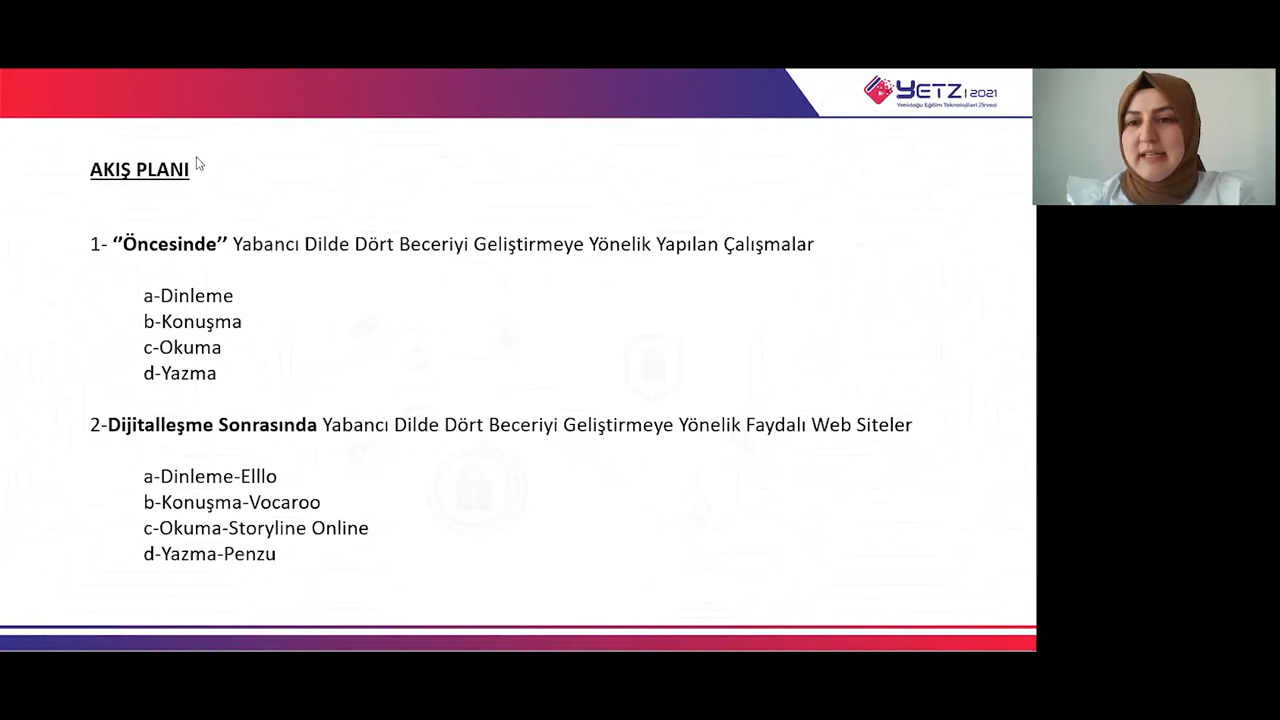 YETZ | 2021
Yenidoğu Eğitim Teknolojileri Zirvesi
AKIŞ PLANI
1- ‘’Öncesinde’’ Yabancı Dilde Dört Beceriyi Geliştirmeye Yönelik Yapılan Çalışmalar
a-Dinleme
b-Konuşma
c-Okuma
d-Yazma
2-Dijitalleşme Sonrasında Yabancı Dilde Dört Beceriyi Geliştirmeye Yönelik Faydalı Web Siteler
a-Dinleme-Elllo
b-Konuşma-Vocaroo
c-Okuma-Storyline Online
d-Yazma-Penzu